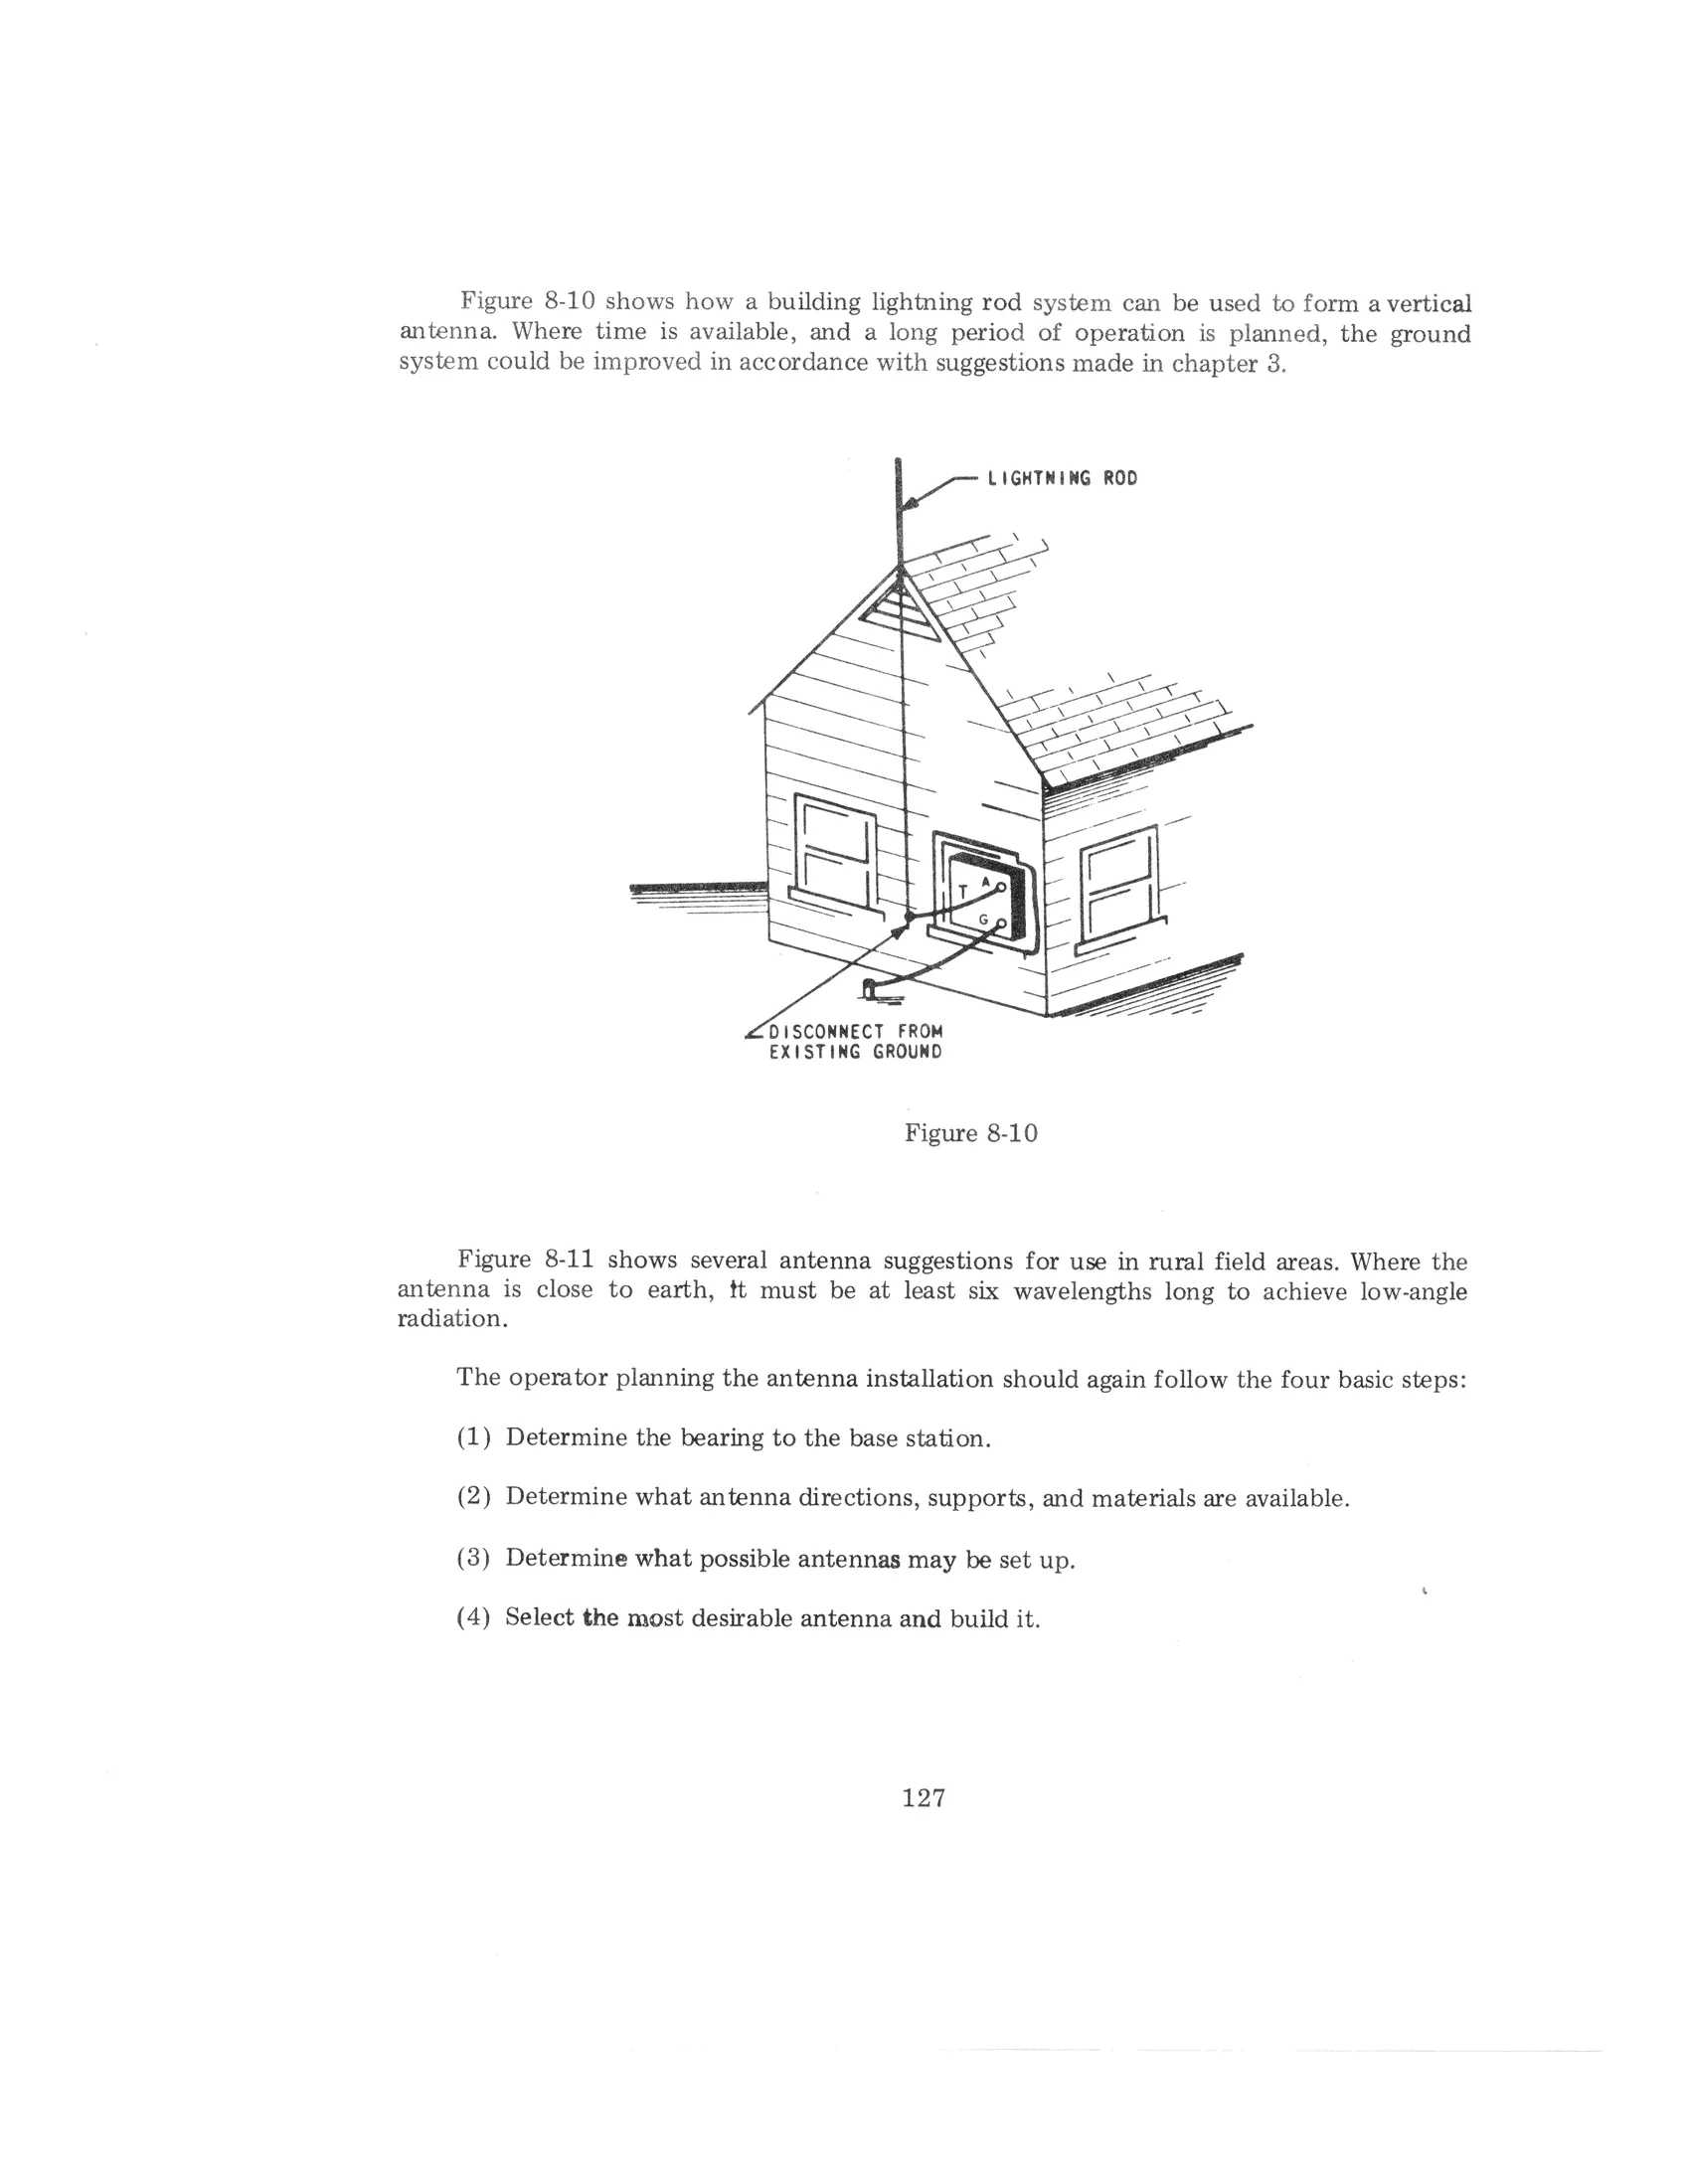 Figure 8-10 shows how a building lightning rod system can be used to form a vertical
antenna. Where time is available, and a long period of operation is planned, the ground
system could be improved in accordance with suggestions made in chapter 3.
LIGHTNING ROD
A
T
G
DISCONNECT FROM
EXISTING GROUND
Figure 8-10
Figure 8-11 shows several antenna suggestions for use in rural field areas. Where the
antenna is close to earth, it must be at least six wavelengths long to achieve low-angle
radiation.
The operator planning the antenna installation should again follow the four basic steps:
(1) Determine the bearing to the base station.
(2) Determine what antenna directions, supports, and materials are available.
(3) Determine what possible antennas may be set up.
(4) Select the most desirable antenna and build it.
127